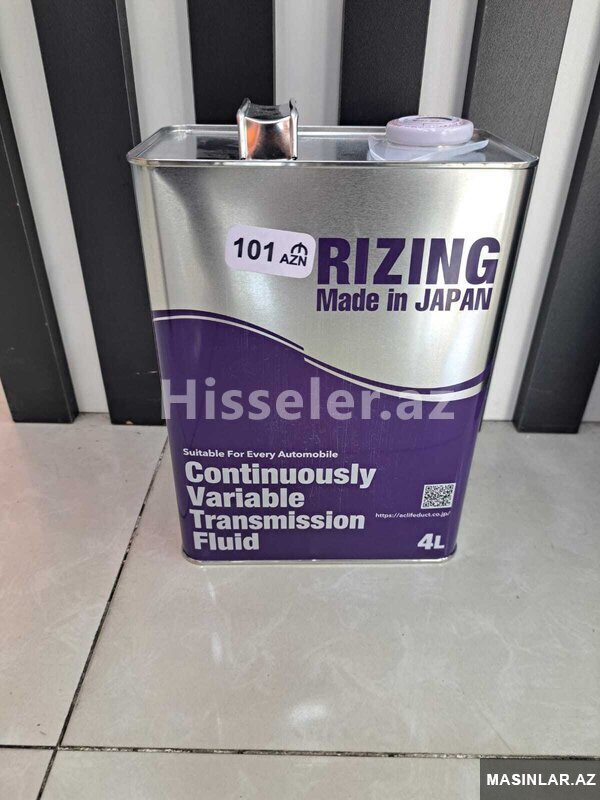 101 ₼
AZN
RIZING
Made in JAPAN
Hisseler.az
Suitable For Every Automobile
Continuously
Variable
Transmission
Fluid
https://aclifeduct.co.jp/
4L
MASINLAR.AZ